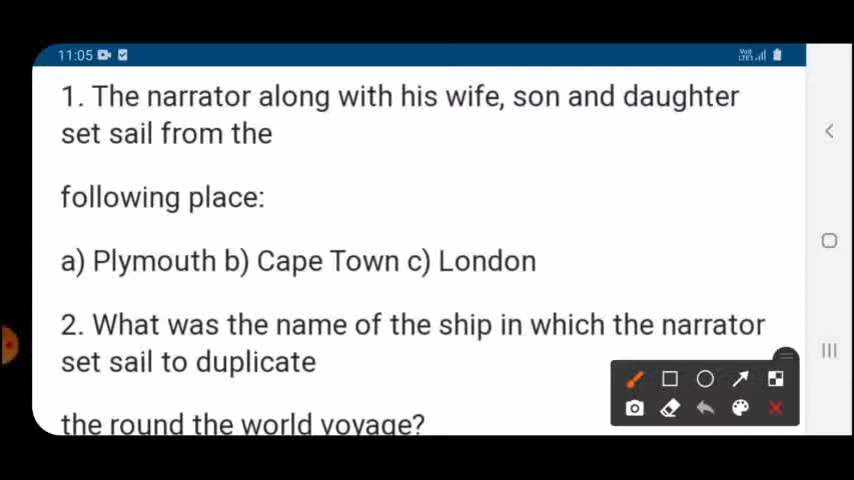 11:05
1. The narrator along with his wife, son and daughter
set sail from the
following place:
a) Plymouth b) Cape Town c) London
2. What was the name of the ship in which the narrator
set sail to duplicate
the round the world voyage?